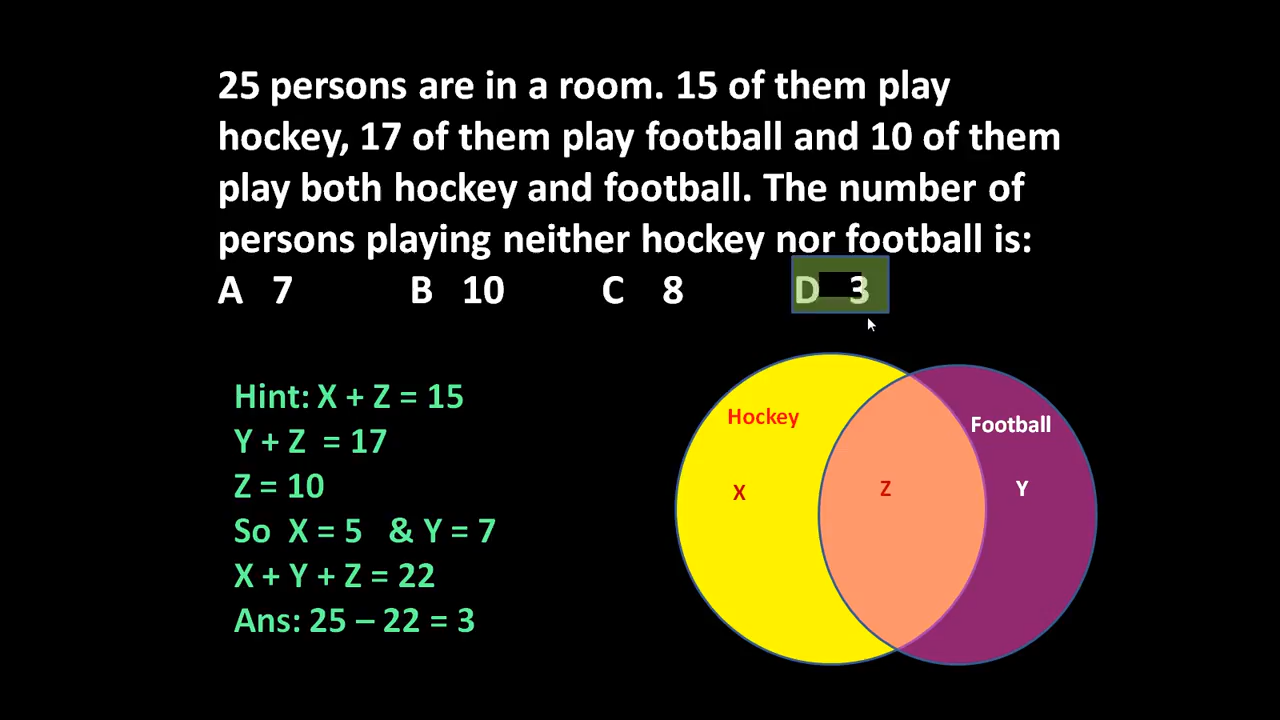 25 persons are in a room. 15 of them play
hockey, 17 of them play football and 10 of them
play both hockey and football. The number of
persons playing neither hockey nor football is:
A 7 B 10 C 8 D 3
Hint: X + Z = 15
Y + Z = 17
Z = 10
So X = 5 & Y = 7
X + Y + Z = 22
Ans: 25 – 22 = 3
Hockey
Football
X
Z
Y